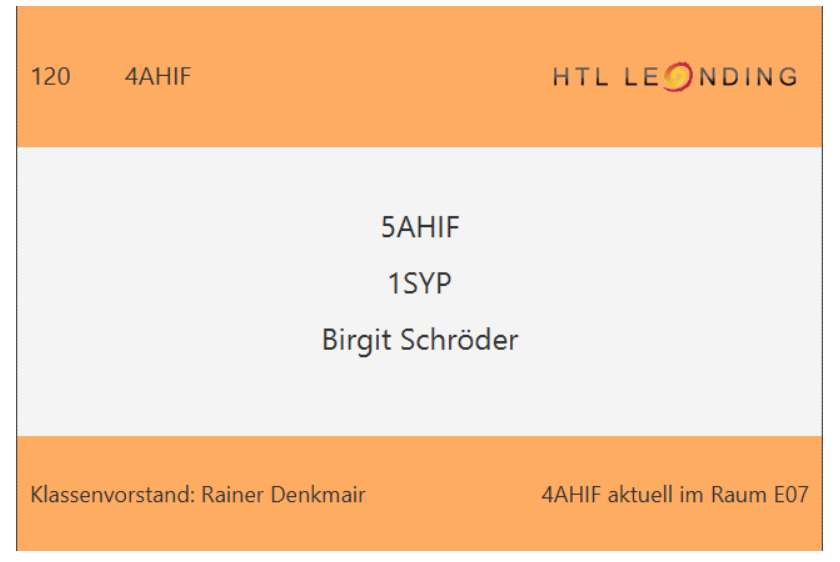 120 4AHIF HTL LEONDING
5AHIF
1SYP
Birgit Schröder
Klassenvorstand: Rainer Denkmair 4AHIF aktuell im Raum E07